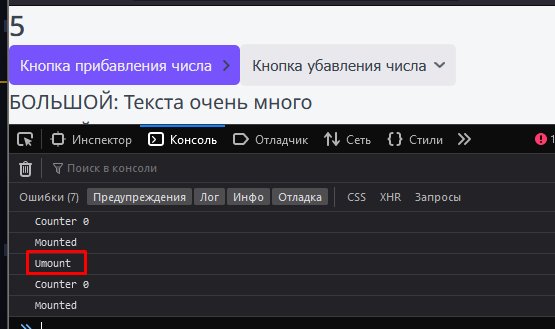 5
Кнопка прибавления числа Кнопка убавления числа
БОЛЬШОЙ: Текста очень много
Инспектор Консоль Отладчик Сеть Стили 1
Поиск в консоли
Ошибки (7) Предупреждения Лог Инфо Отладка CSS XHR Запросы
Counter 0
Mounted
Umount
Counter 0
Mounted